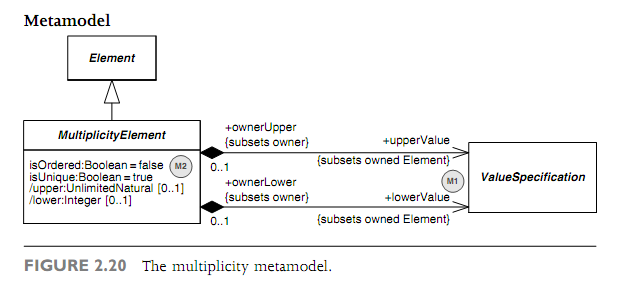 Metamodel
Element
MultiplicityElement
isOrdered:Boolean = false
isUnique:Boolean = true
/upper:UnlimitedNatural [0..1]
/lower:Integer [0..1]
M2
+ownerUpper
{subsets owner}
0..1
+upperValue
{subsets owned Element}
+ownerLower
{subsets owner}
0..1
M1
+lowerValue
{subsets owned Element}
ValueSpecification
FIGURE 2.20 The multiplicity metamodel.